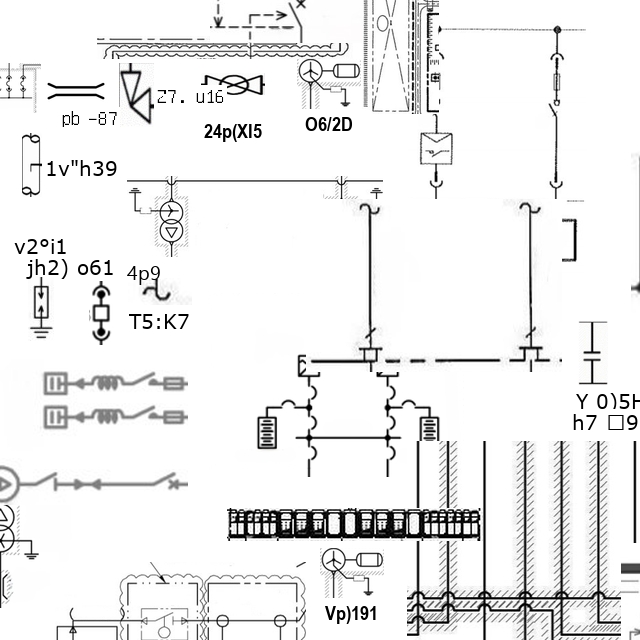 pb -87
Z7. u16
24p(XI5
O6/2D
1v"h39
v2°i1
jh2) o61
4p9
T5:K7
Y 0)5H
h7 □9
Vp)191